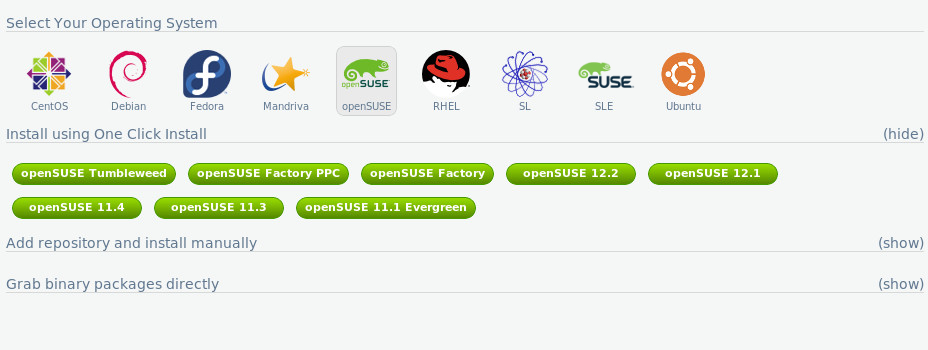 Select Your Operating System
openSUSE SUSE
CentOS Debian Fedora Mandriva openSUSE RHEL SL SLE Ubuntu
Install using One Click Install (hide)
openSUSE Tumbleweed openSUSE Factory PPC openSUSE Factory openSUSE 12.2 openSUSE 12.1
openSUSE 11.4 openSUSE 11.3 openSUSE 11.1 Evergreen
Add repository and install manually (show)
Grab binary packages directly (show)